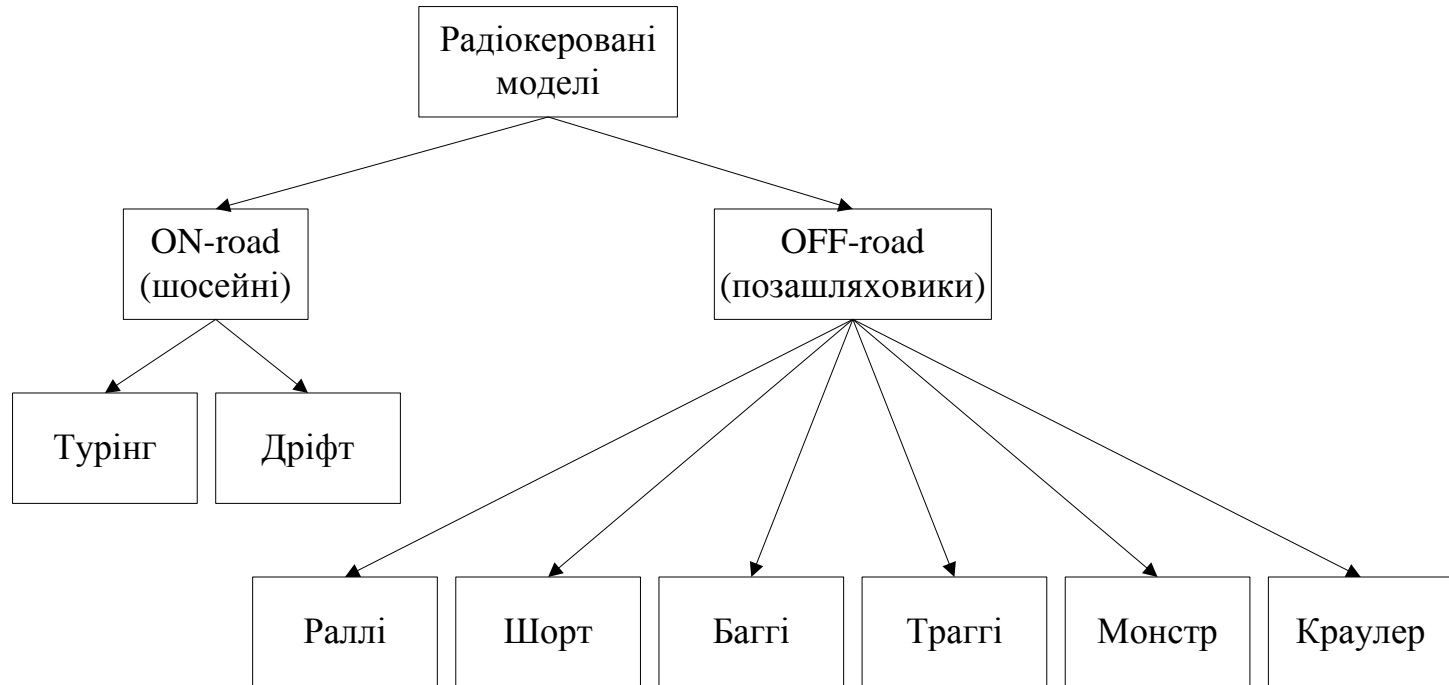 Радіокеровані
моделі
ON-road
(шосейні)
OFF-road
(позашляховики)
Турінг
Дріфт
Раллі
Шорт
Баггі
Траггі
Монстр
Краулер